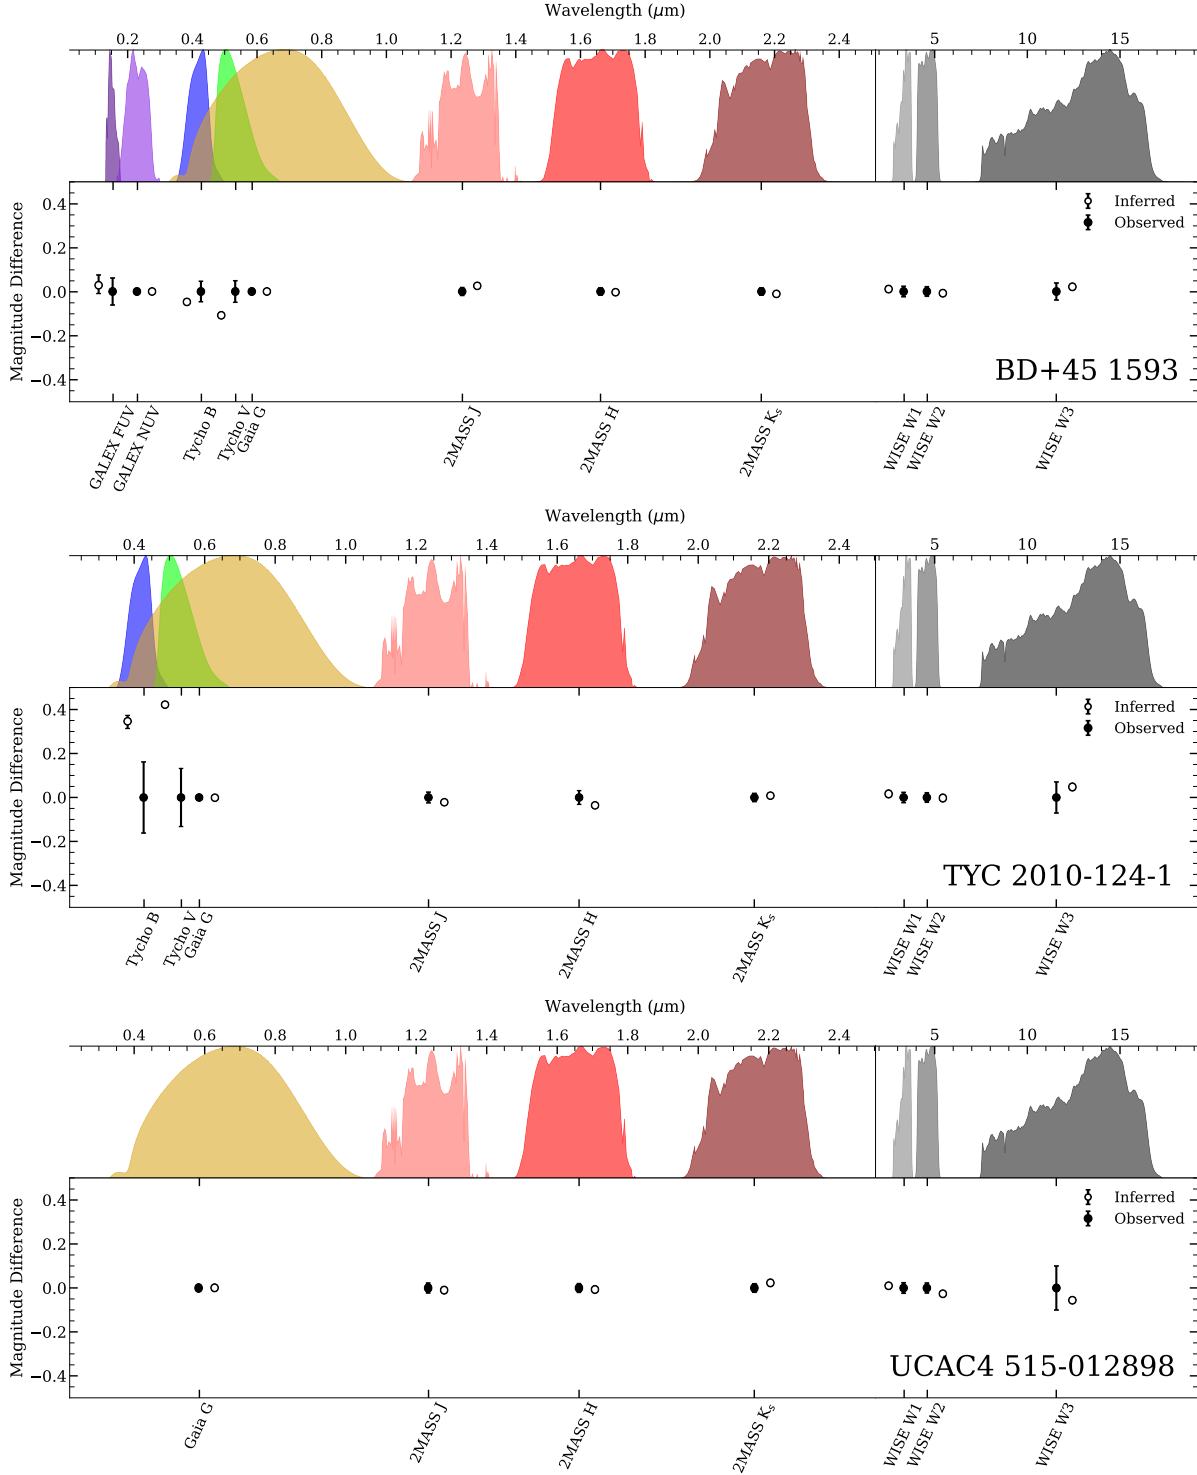 Wavelength (μm)
0.2 0.4 0.6 0.8 1.0 1.2 1.4 1.6 1.8 2.0 2.2 2.4 5 10 15
Magnitude Difference
0.4
0.2
0.0
−0.2
−0.4
Inferred
Observed
BD+45 1593
GALEX FUV
GALEX NUV
Tycho B
Tycho V
Gaia G
2MASS J
2MASS H
2MASS Ks
WISE W1
WISE W2
WISE W3
Wavelength (μm)
0.4 0.6 0.8 1.0 1.2 1.4 1.6 1.8 2.0 2.2 2.4 5 10 15
Magnitude Difference
0.4
0.2
0.0
−0.2
−0.4
Inferred
Observed
TYC 2010-124-1
Tycho B
Tycho V
Gaia G
2MASS J
2MASS H
2MASS Ks
WISE W1
WISE W2
WISE W3
Wavelength (μm)
0.4 0.6 0.8 1.0 1.2 1.4 1.6 1.8 2.0 2.2 2.4 5 10 15
Magnitude Difference
0.4
0.2
0.0
−0.2
−0.4
Inferred
Observed
UCAC4 515-012898
Gaia G
2MASS J
2MASS H
2MASS Ks
WISE W1
WISE W2
WISE W3